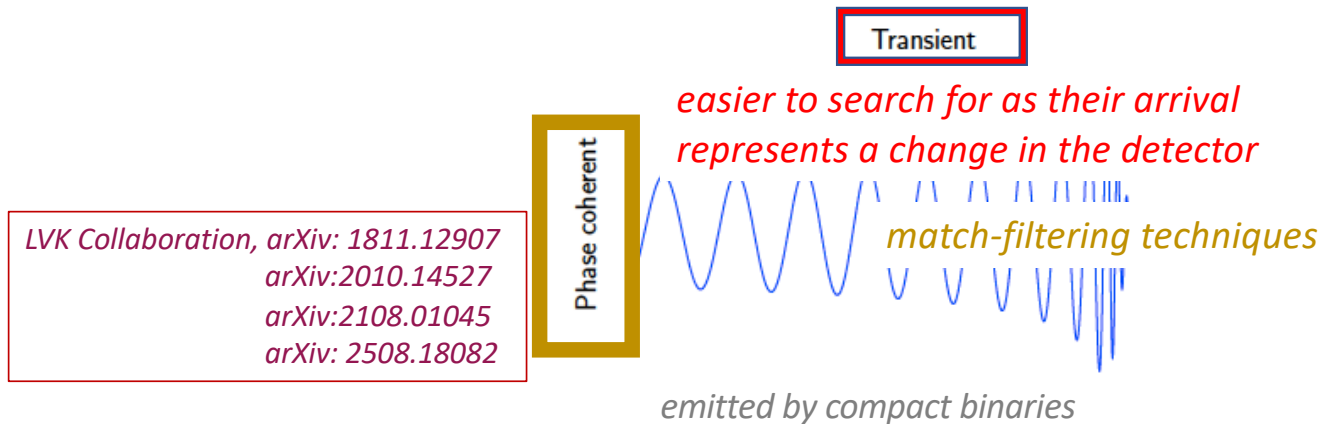 Transient
easier to search for as their arrival
represents a change in the detector
Phase coherent
LVK Collaboration, arXiv: 1811.12907
arXiv:2010.14527
arXiv:2108.01045
arXiv: 2508.18082
match-filtering techniques
emitted by compact binaries